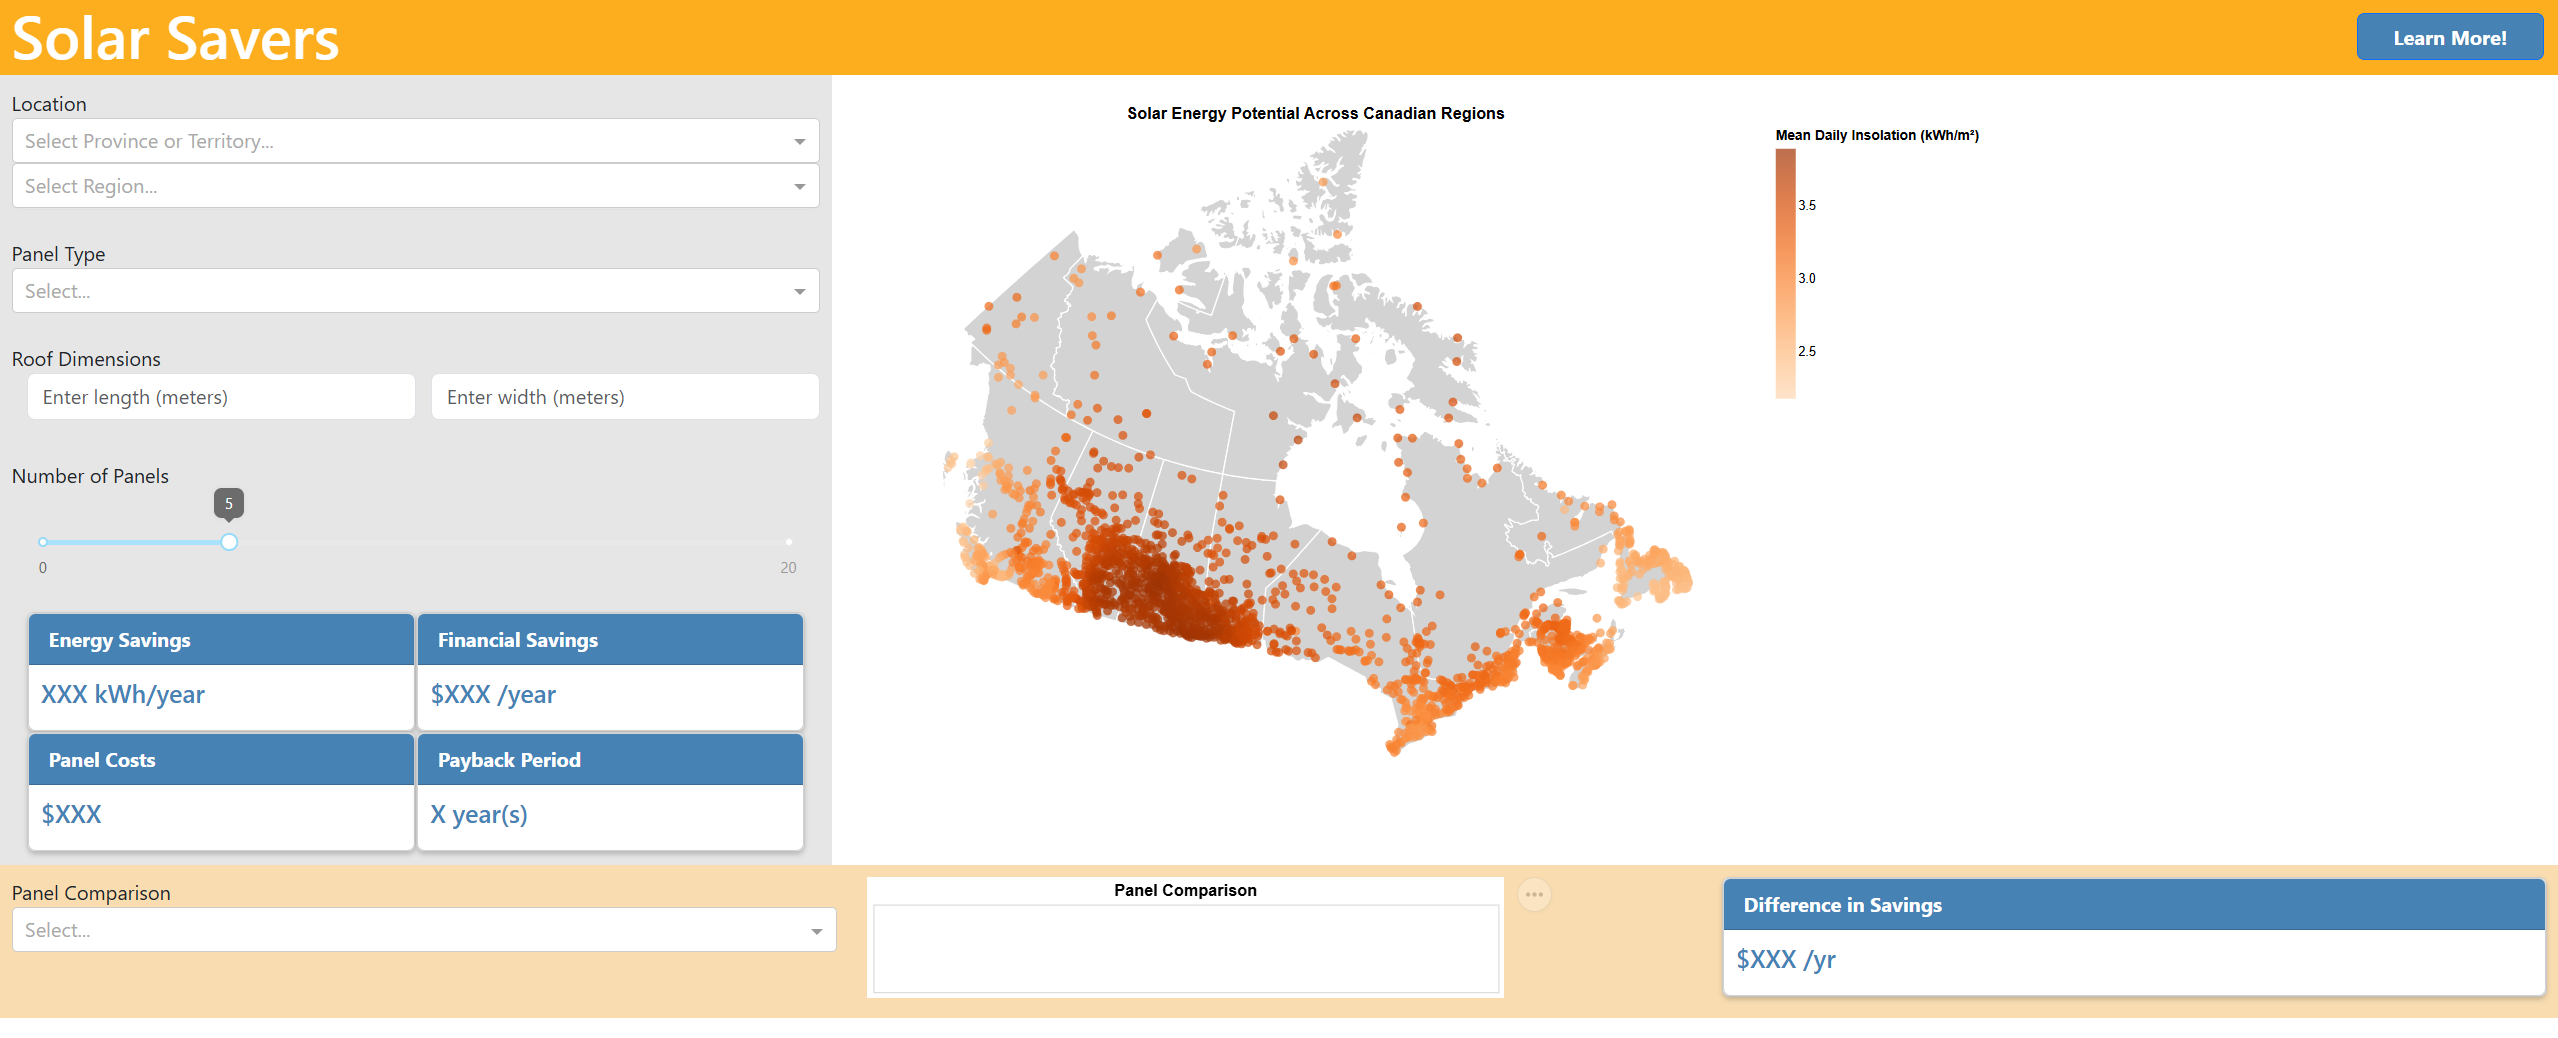 Solar Savers
Learn More!
Location
Select Province or Territory...
Select Region...
Panel Type
Select...
Roof Dimensions
Enter length (meters)
Enter width (meters)
Number of Panels
5
0
20
Energy Savings
XXX kWh/year
Financial Savings
$XXX /year
Panel Costs
$XXX
Payback Period
X year(s)
Solar Energy Potential Across Canadian Regions
Mean Daily Insolation (kWh/m²)
3.5
3.0
2.5
Panel Comparison
Select...
Panel Comparison
Difference in Savings
$XXX /yr